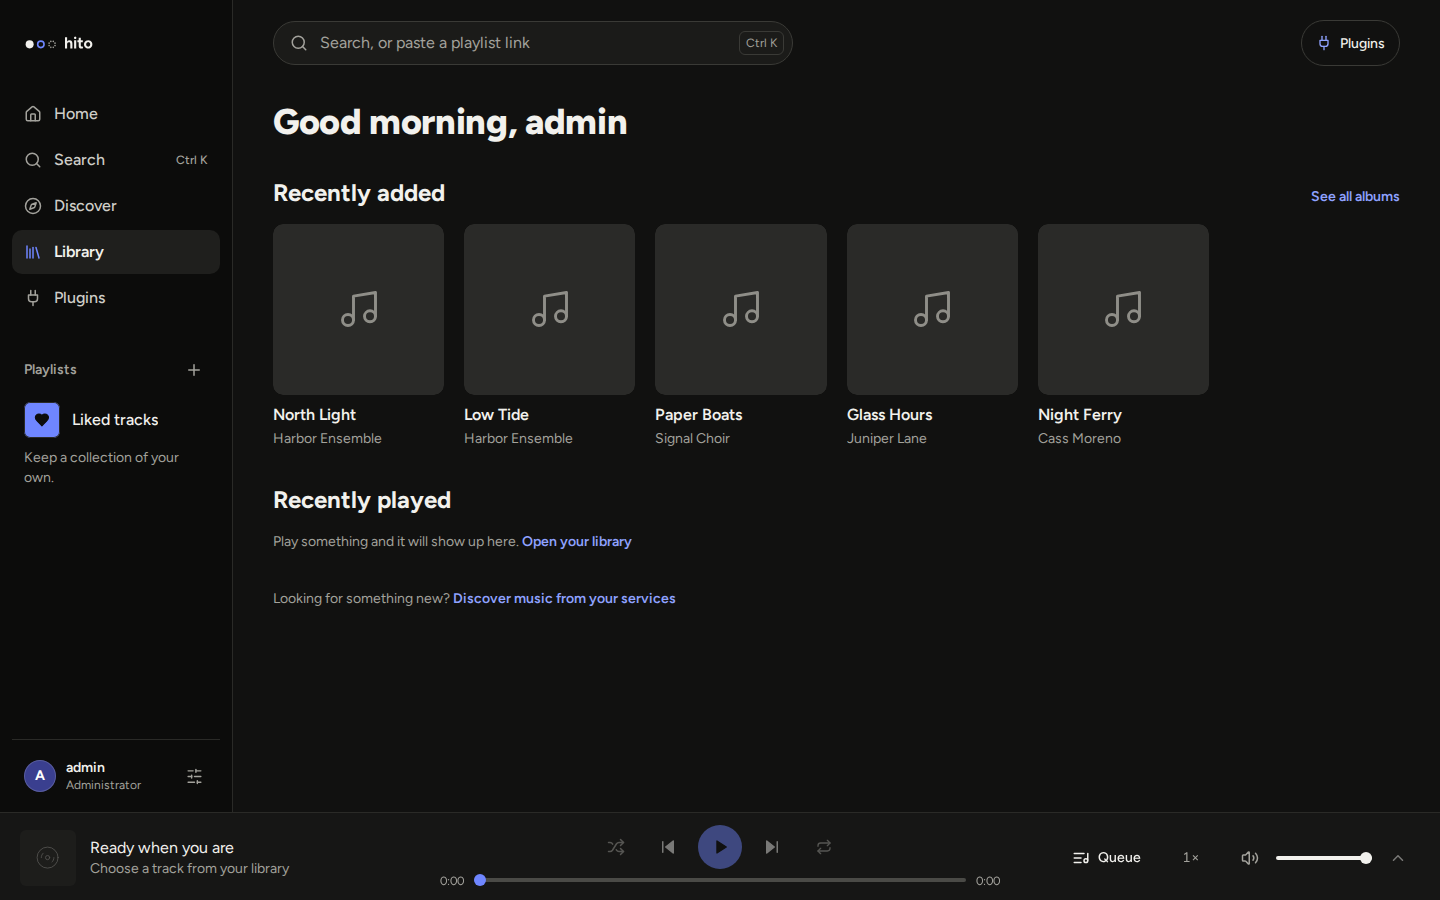 hito
Home
Search Ctrl K
Discover
Library
Plugins
Playlists
Liked tracks
Keep a collection of your
own.
admin
A
Administrator
Search, or paste a playlist link Ctrl K
Plugins
Good morning, admin
Recently added
See all albums
North Light
Harbor Ensemble
Low Tide
Harbor Ensemble
Paper Boats
Signal Choir
Glass Hours
Juniper Lane
Night Ferry
Cass Moreno
Recently played
Play something and it will show up here. Open your library
Looking for something new? Discover music from your services
Ready when you are
Choose a track from your library
0:00
0:00
Queue
1×